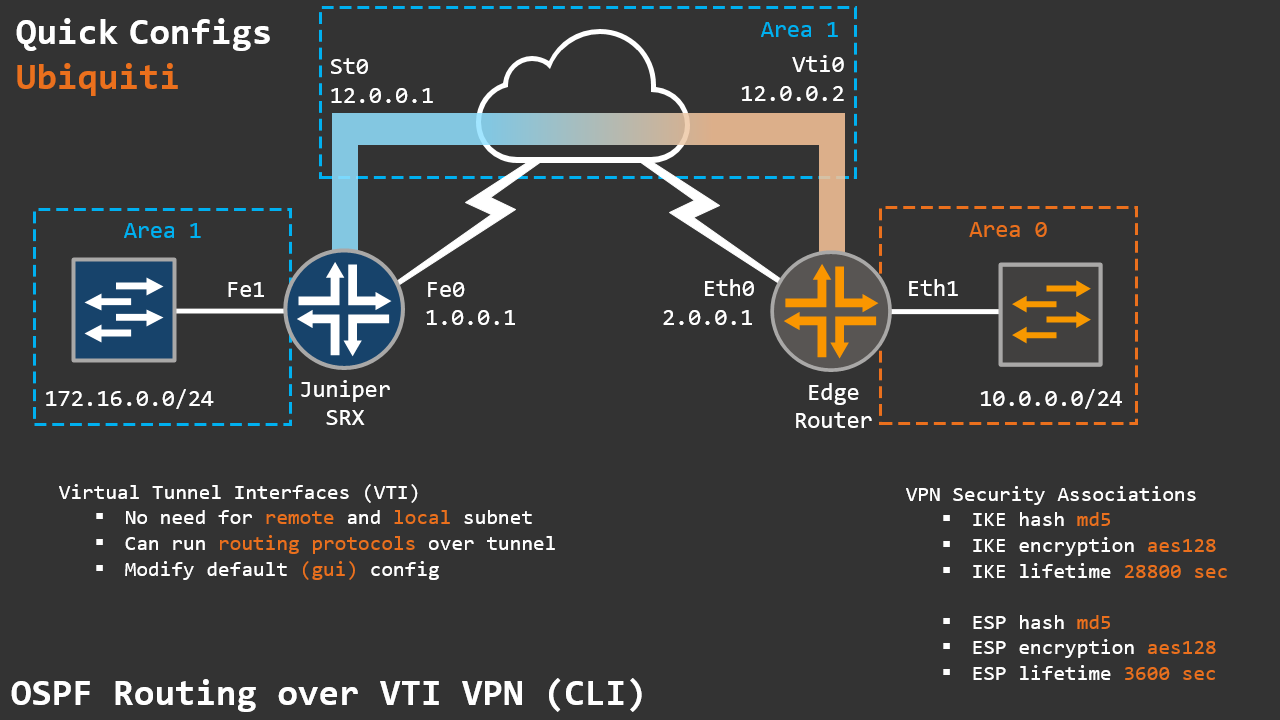 Quick Configs
Ubiquiti
Area 1
St0
12.0.0.1
Vti0
12.0.0.2
Area 1
Fe1
172.16.0.0/24
Juniper
SRX
Fe0
1.0.0.1
Eth0
2.0.0.1
Edge
Router
Area 0
Eth1
10.0.0.0/24
Virtual Tunnel Interfaces (VTI)
▪ No need for remote and local subnet
▪ Can run routing protocols over tunnel
▪ Modify default (gui) config
VPN Security Associations
▪ IKE hash md5
▪ IKE encryption aes128
▪ IKE lifetime 28800 sec
▪ ESP hash md5
▪ ESP encryption aes128
▪ ESP lifetime 3600 sec
OSPF Routing over VTI VPN (CLI)